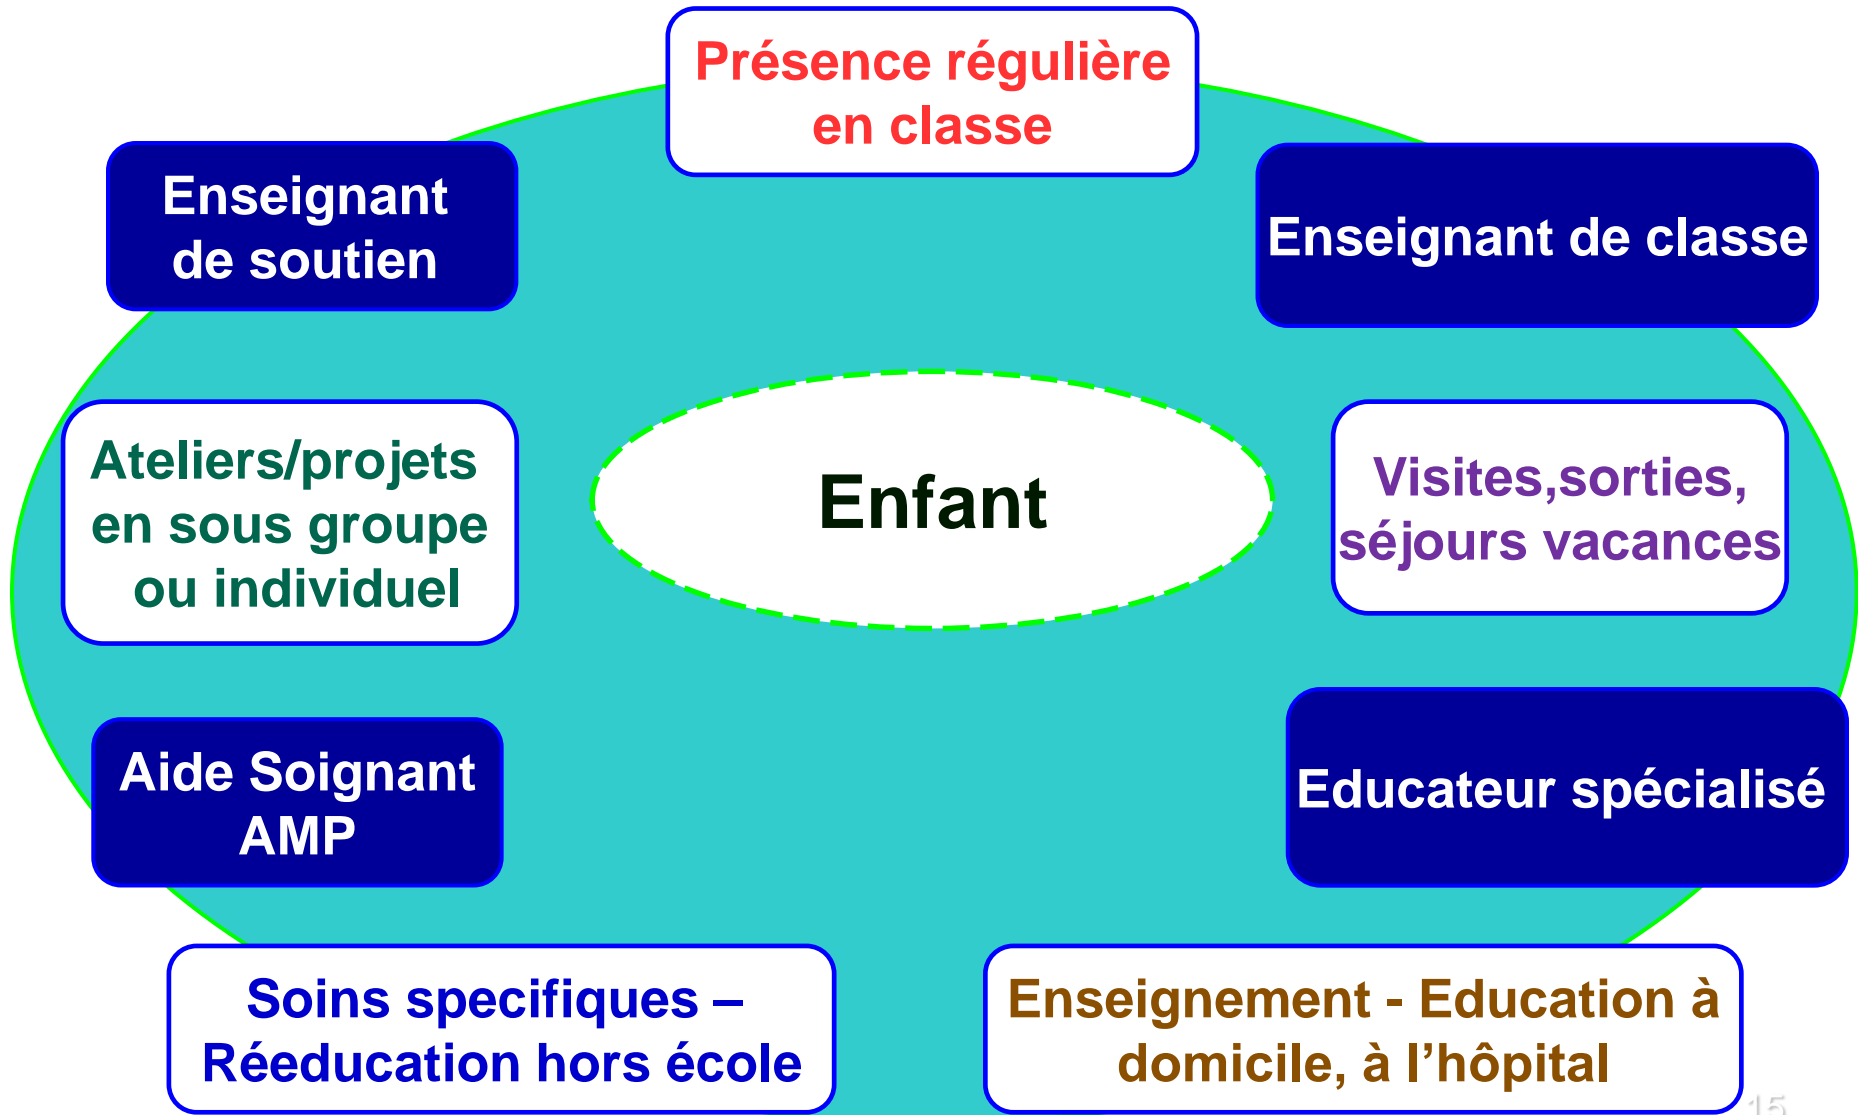 Présence régulière
en classe
Enseignant
de soutien
Enseignant de classe
Ateliers/projets
en sous groupe
ou individuel
Enfant
Visites,sorties,
séjours vacances
Aide Soignant
AMP
Educateur spécialisé
Soins specifiques –
Réeducation hors école
Enseignement - Education à
domicile, à l’hôpital
15